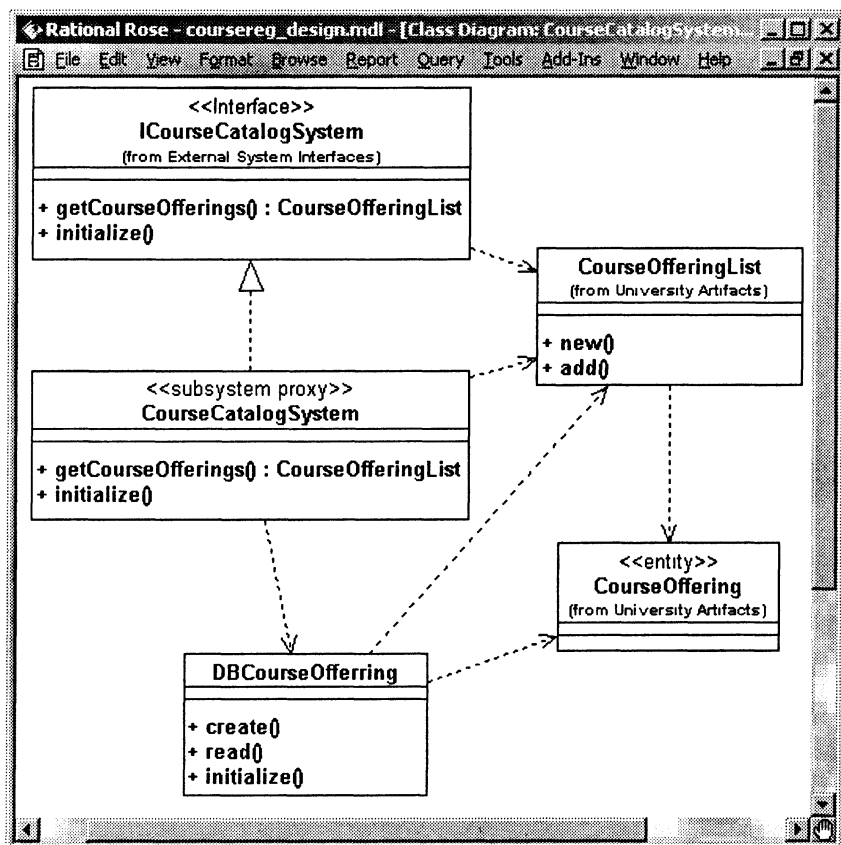 Rational Rose - coursereg_design.mdl - [Class Diagram: CourseCatalogSystem...
File Edit View Format Browse Report Query Tools Add-Ins Window Help
<<Interface>>
ICourseCatalogSystem
(from External System Interfaces)
+ getCourseOfferings() : CourseOfferingList
+ initialize()
CourseOfferingList
(from University Artifacts)
+ new()
+ add()
<<subsystem proxy>>
CourseCatalogSystem
+ getCourseOfferings() : CourseOfferingList
+ initialize()
<<entity>>
CourseOffering
(from University Artifacts)
DBCourseOfferring
+ create()
+ read()
+ initialize()